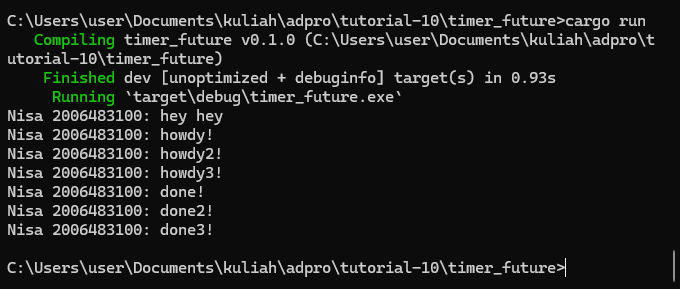 C:\Users\user\Documents\kuliah\adpro\tutorial-10\timer_future>cargo run
   Compiling timer_future v0.1.0 (C:\Users\user\Documents\kuliah\adpro\t
utorial-10\timer_future)
    Finished dev [unoptimized + debuginfo] target(s) in 0.93s
     Running `target\debug\timer_future.exe`
Nisa 2006483100: hey hey
Nisa 2006483100: howdy!
Nisa 2006483100: howdy2!
Nisa 2006483100: howdy3!
Nisa 2006483100: done!
Nisa 2006483100: done2!
Nisa 2006483100: done3!
C:\Users\user\Documents\kuliah\adpro\tutorial-10\timer_future>